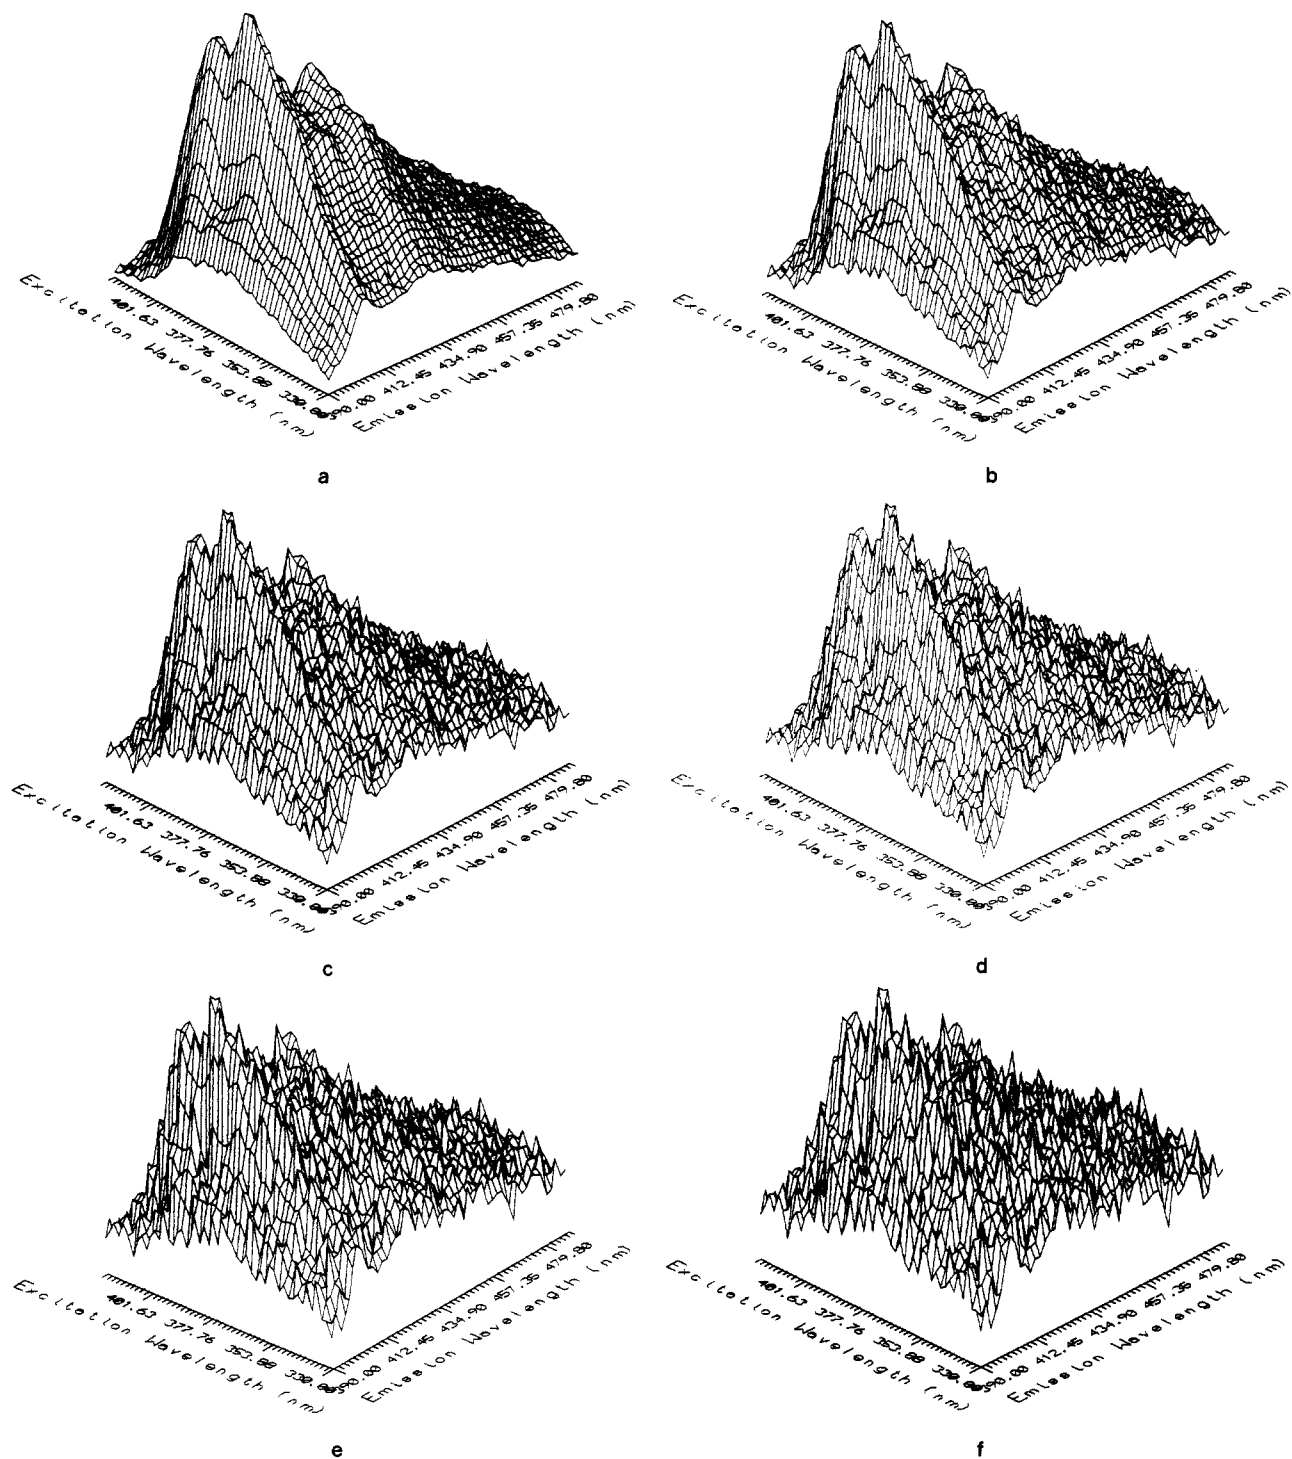 Excitation Wavelength (nm)
401.63 377.76 353.88
412.45 434.90 457.35 479.80
Emission Wavelength (nm)
a
Excitation Wavelength (nm)
401.63 377.76 353.88
412.45 434.90 457.35 479.80
Emission Wavelength (nm)
b
Excitation Wavelength (nm)
401.63 377.76 353.88
412.45 434.90 457.35 479.80
Emission Wavelength (nm)
c
Excitation Wavelength (nm)
401.63 377.76 353.88
412.45 434.90 457.35 479.80
Emission Wavelength (nm)
d
Excitation Wavelength (nm)
401.63 377.76 353.88
412.45 434.90 457.35 479.80
Emission Wavelength (nm)
e
Excitation Wavelength (nm)
401.63 377.76 353.88
412.45 434.90 457.35 479.80
Emission Wavelength (nm)
f